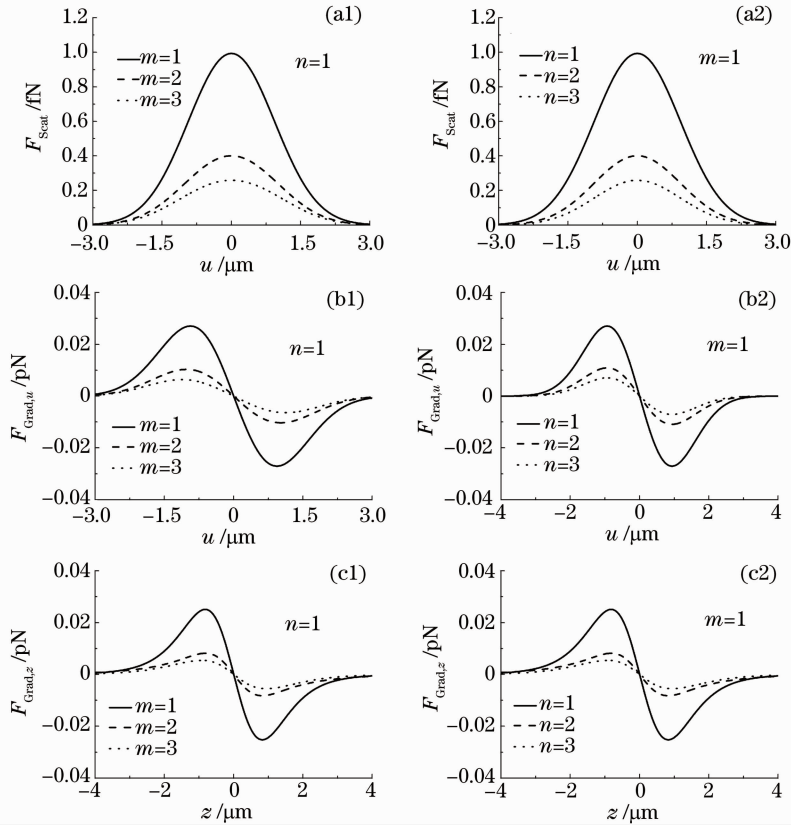 (a1)
1.2
1.0
0.8
0.6
0.4
0.2
0
F_Scat /fN
m=1
m=2
m=3
n=1
−3.0 −1.5 0 1.5 3.0
u /μm
(a2)
1.2
1.0
0.8
0.6
0.4
0.2
0
F_Scat /fN
n=1
n=2
n=3
m=1
−3.0 −1.5 0 1.5 3.0
u /μm
(b1)
0.04
0.02
0
−0.02
−0.04
F_Grad,u /pN
n=1
m=1
m=2
m=3
−3.0 −1.5 0 1.5 3.0
u /μm
(b2)
0.04
0.02
0
−0.02
−0.04
F_Grad,u /pN
m=1
n=1
n=2
n=3
−4 −2 0 2 4
u /μm
(c1)
0.04
0.02
0
−0.02
−0.04
F_Grad,z /pN
n=1
m=1
m=2
m=3
−4 −2 0 2 4
z /μm
(c2)
0.04
0.02
0
−0.02
−0.04
F_Grad,z /pN
m=1
n=1
n=2
n=3
−4 −2 0 2 4
z /μm